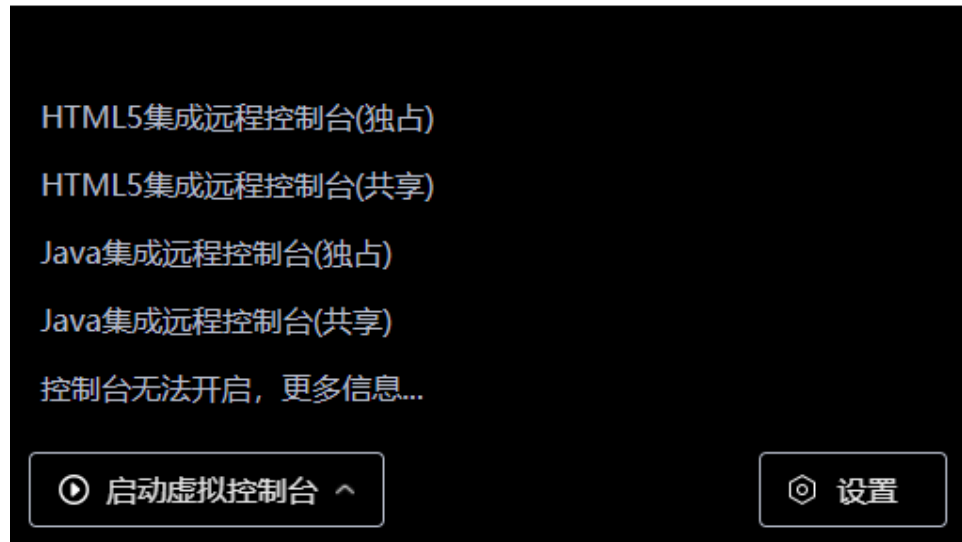 HTML5集成远程控制台(独占)
HTML5集成远程控制台(共享)
Java集成远程控制台(独占)
Java集成远程控制台(共享)
控制台无法开启，更多信息...
启动虚拟控制台
设置